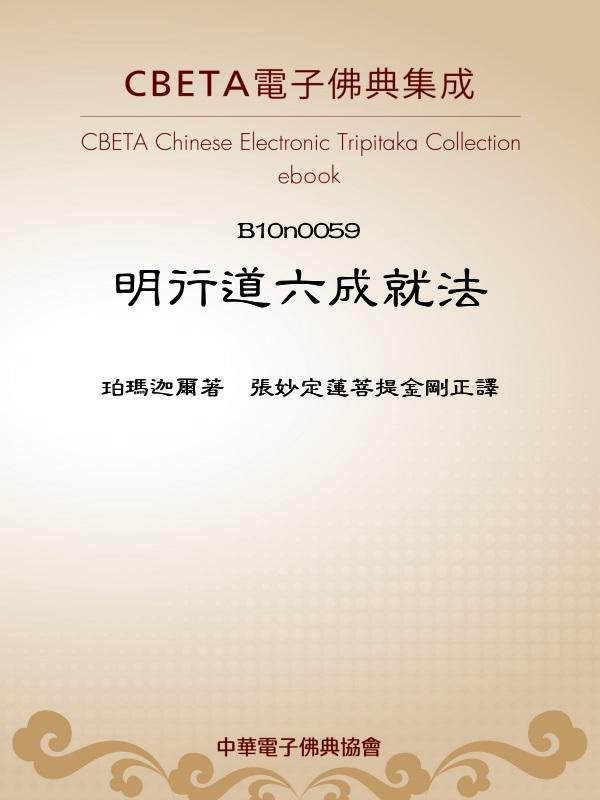 CBETA電子佛典集成
CBETA Chinese Electronic Tripitaka Collection
ebook
B10n0059
明行道六成就法
珀瑪迦爾著　張妙定蓮菩提金剛正譯
中華電子佛典協會